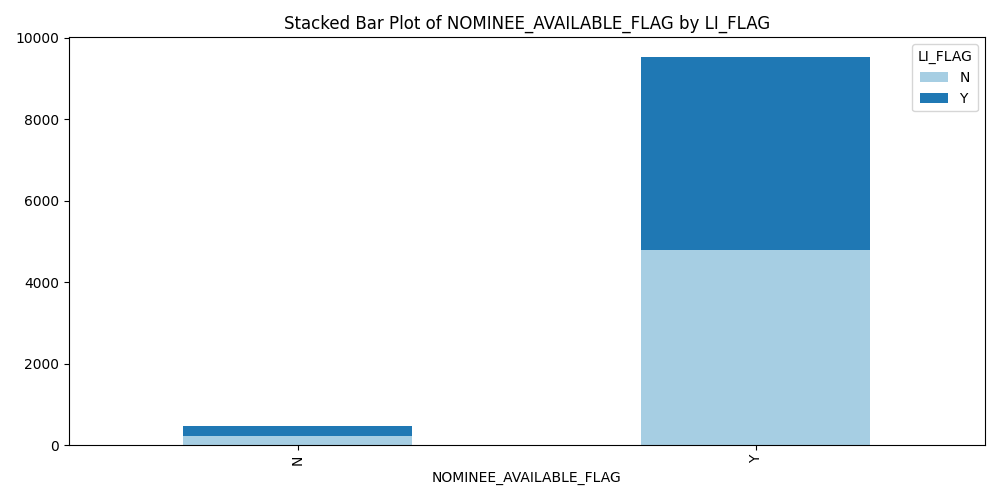 Stacked Bar Plot of NOMINEE_AVAILABLE_FLAG by LI_FLAG
10000
8000
6000
4000
2000
0
LI_FLAG
N
Y
N
Y
NOMINEE_AVAILABLE_FLAG